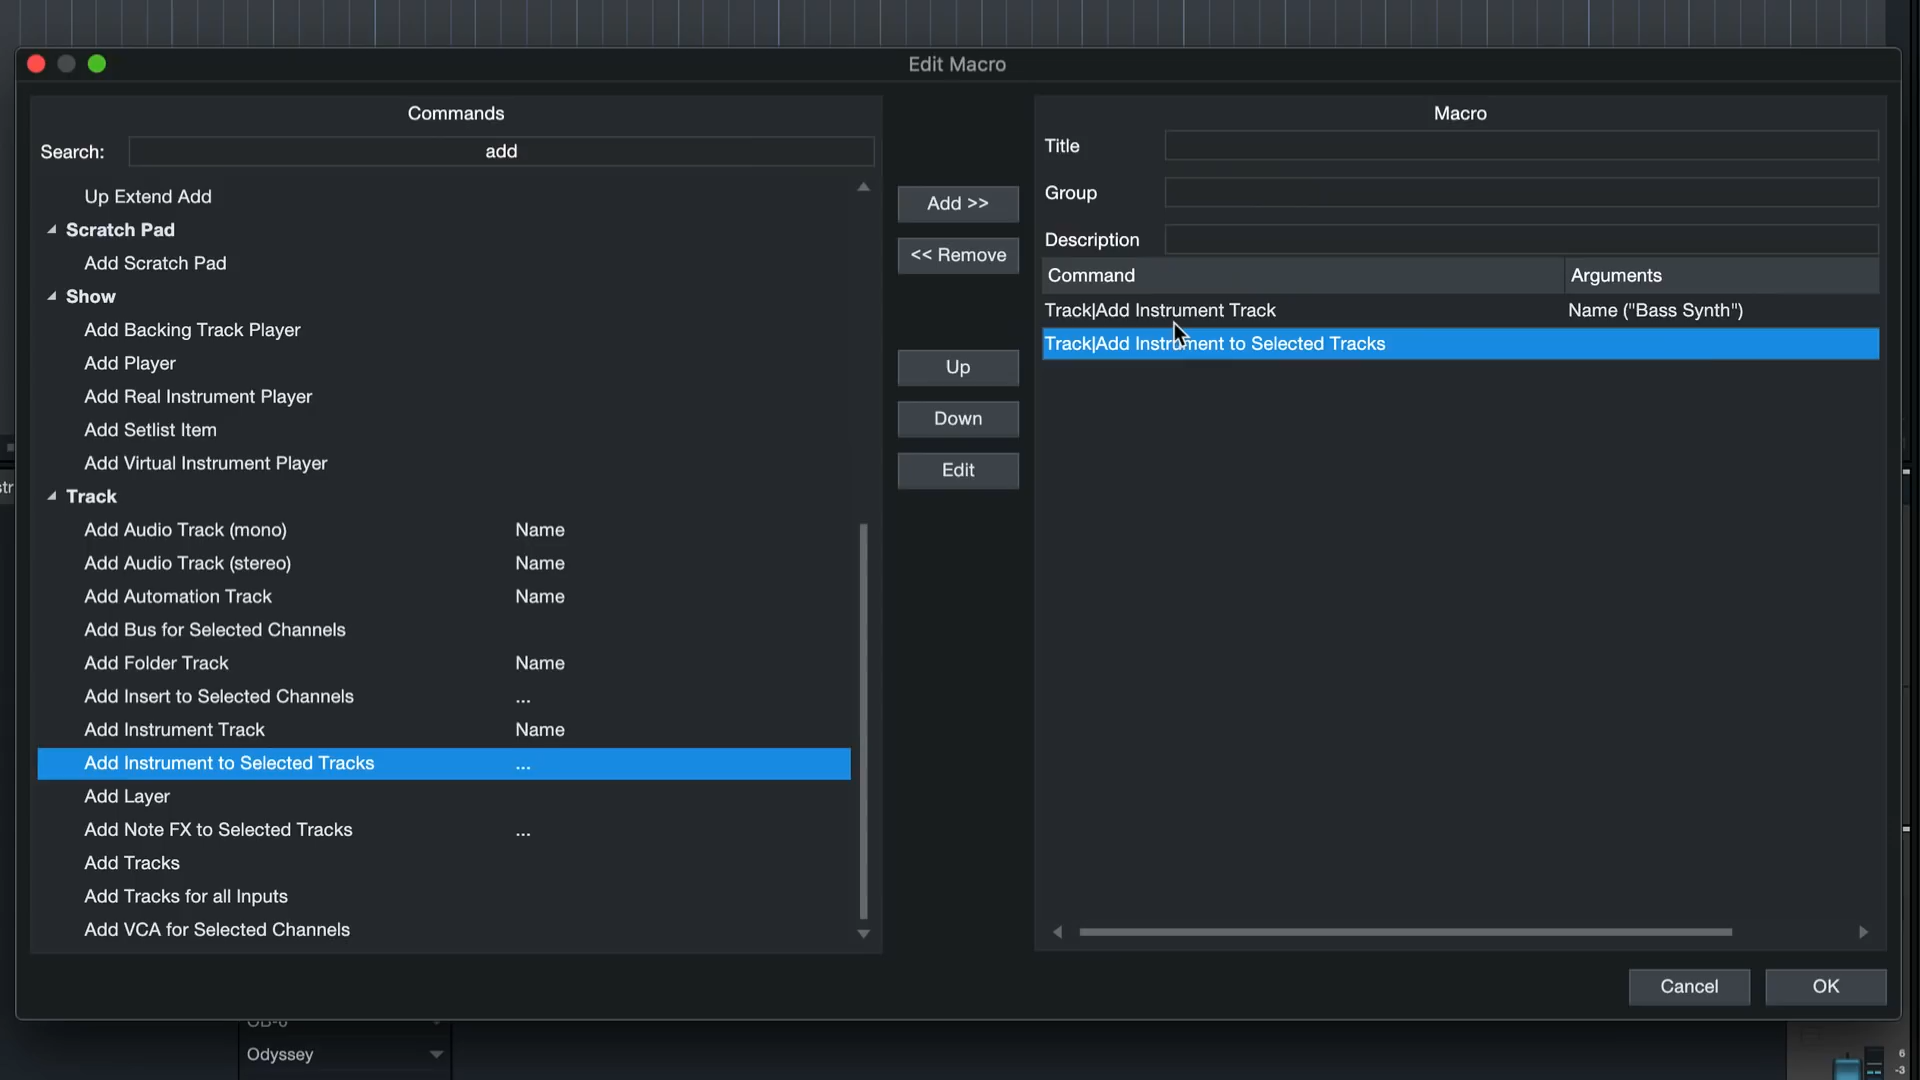 Edit Macro
Commands
Search: add
Up Extend Add
Scratch Pad
Add Scratch Pad
Show
Add Backing Track Player
Add Player
Add Real Instrument Player
Add Setlist Item
Add Virtual Instrument Player
Track
Add Audio Track (mono) Name
Add Audio Track (stereo) Name
Add Automation Track Name
Add Bus for Selected Channels
Add Folder Track Name
Add Insert to Selected Channels ...
Add Instrument Track Name
Add Instrument to Selected Tracks ...
Add Layer
Add Note FX to Selected Tracks ...
Add Tracks
Add Tracks for all Inputs
Add VCA for Selected Channels
Add >>
<< Remove
Up
Down
Edit
Macro
Title
Group
Description
Command Arguments
Track|Add Instrument Track Name ("Bass Synth")
Track|Add Instrument to Selected Tracks
Cancel OK
Odyssey
6
-3